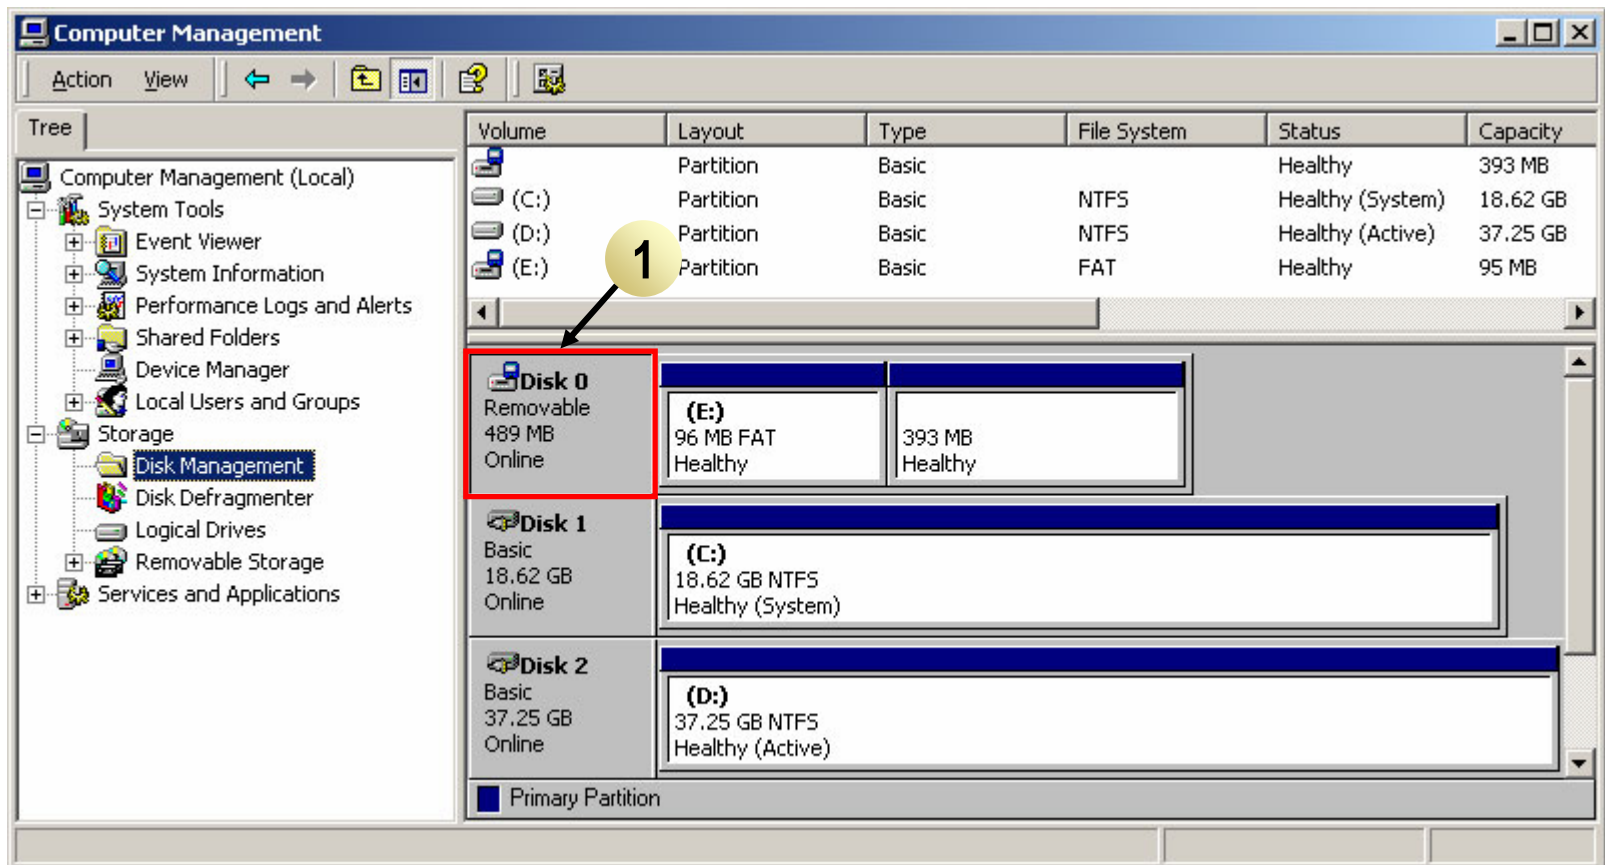 Computer Management
Action View
Tree
Computer Management (Local)
System Tools
Event Viewer
System Information
Performance Logs and Alerts
Shared Folders
Device Manager
Local Users and Groups
Storage
Disk Management
Disk Defragmenter
Logical Drives
Removable Storage
Services and Applications
Volume Layout Type File System Status Capacity
Partition Basic Healthy 393 MB
(C:) Partition Basic NTFS Healthy (System) 18.62 GB
(D:) Partition Basic NTFS Healthy (Active) 37.25 GB
(E:) Partition Basic FAT Healthy 95 MB
1
Disk 0
Removable
489 MB
Online
(E:)
96 MB FAT
Healthy
393 MB
Healthy
Disk 1
Basic
18.62 GB
Online
(C:)
18.62 GB NTFS
Healthy (System)
Disk 2
Basic
37.25 GB
Online
(D:)
37.25 GB NTFS
Healthy (Active)
Primary Partition